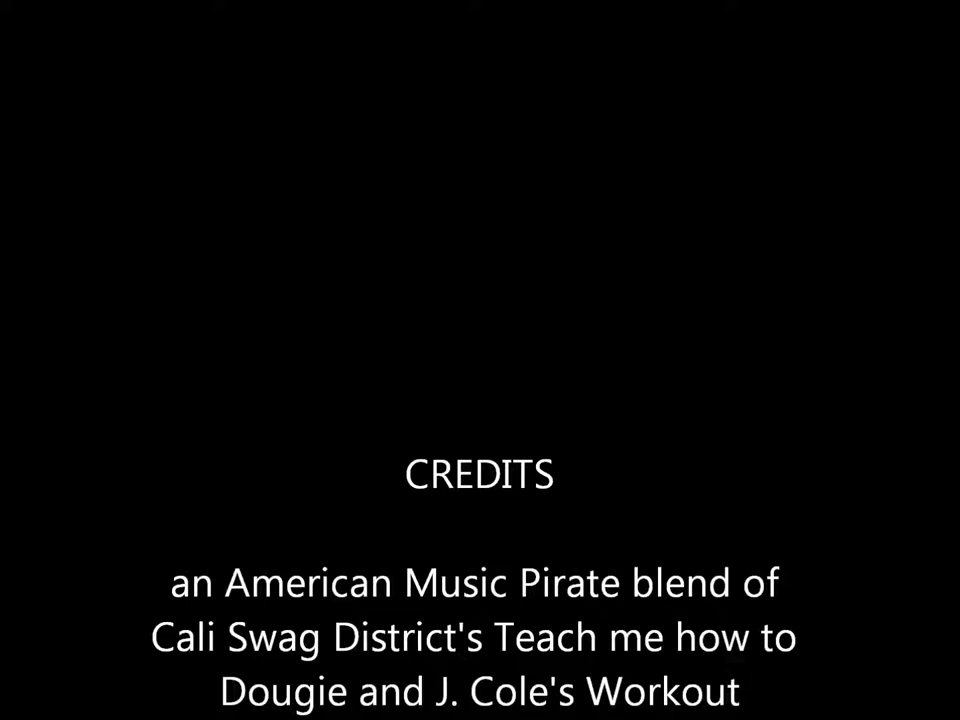 CREDITS
an American Music Pirate blend of
Cali Swag District's Teach me how to
Dougie and J. Cole's Workout